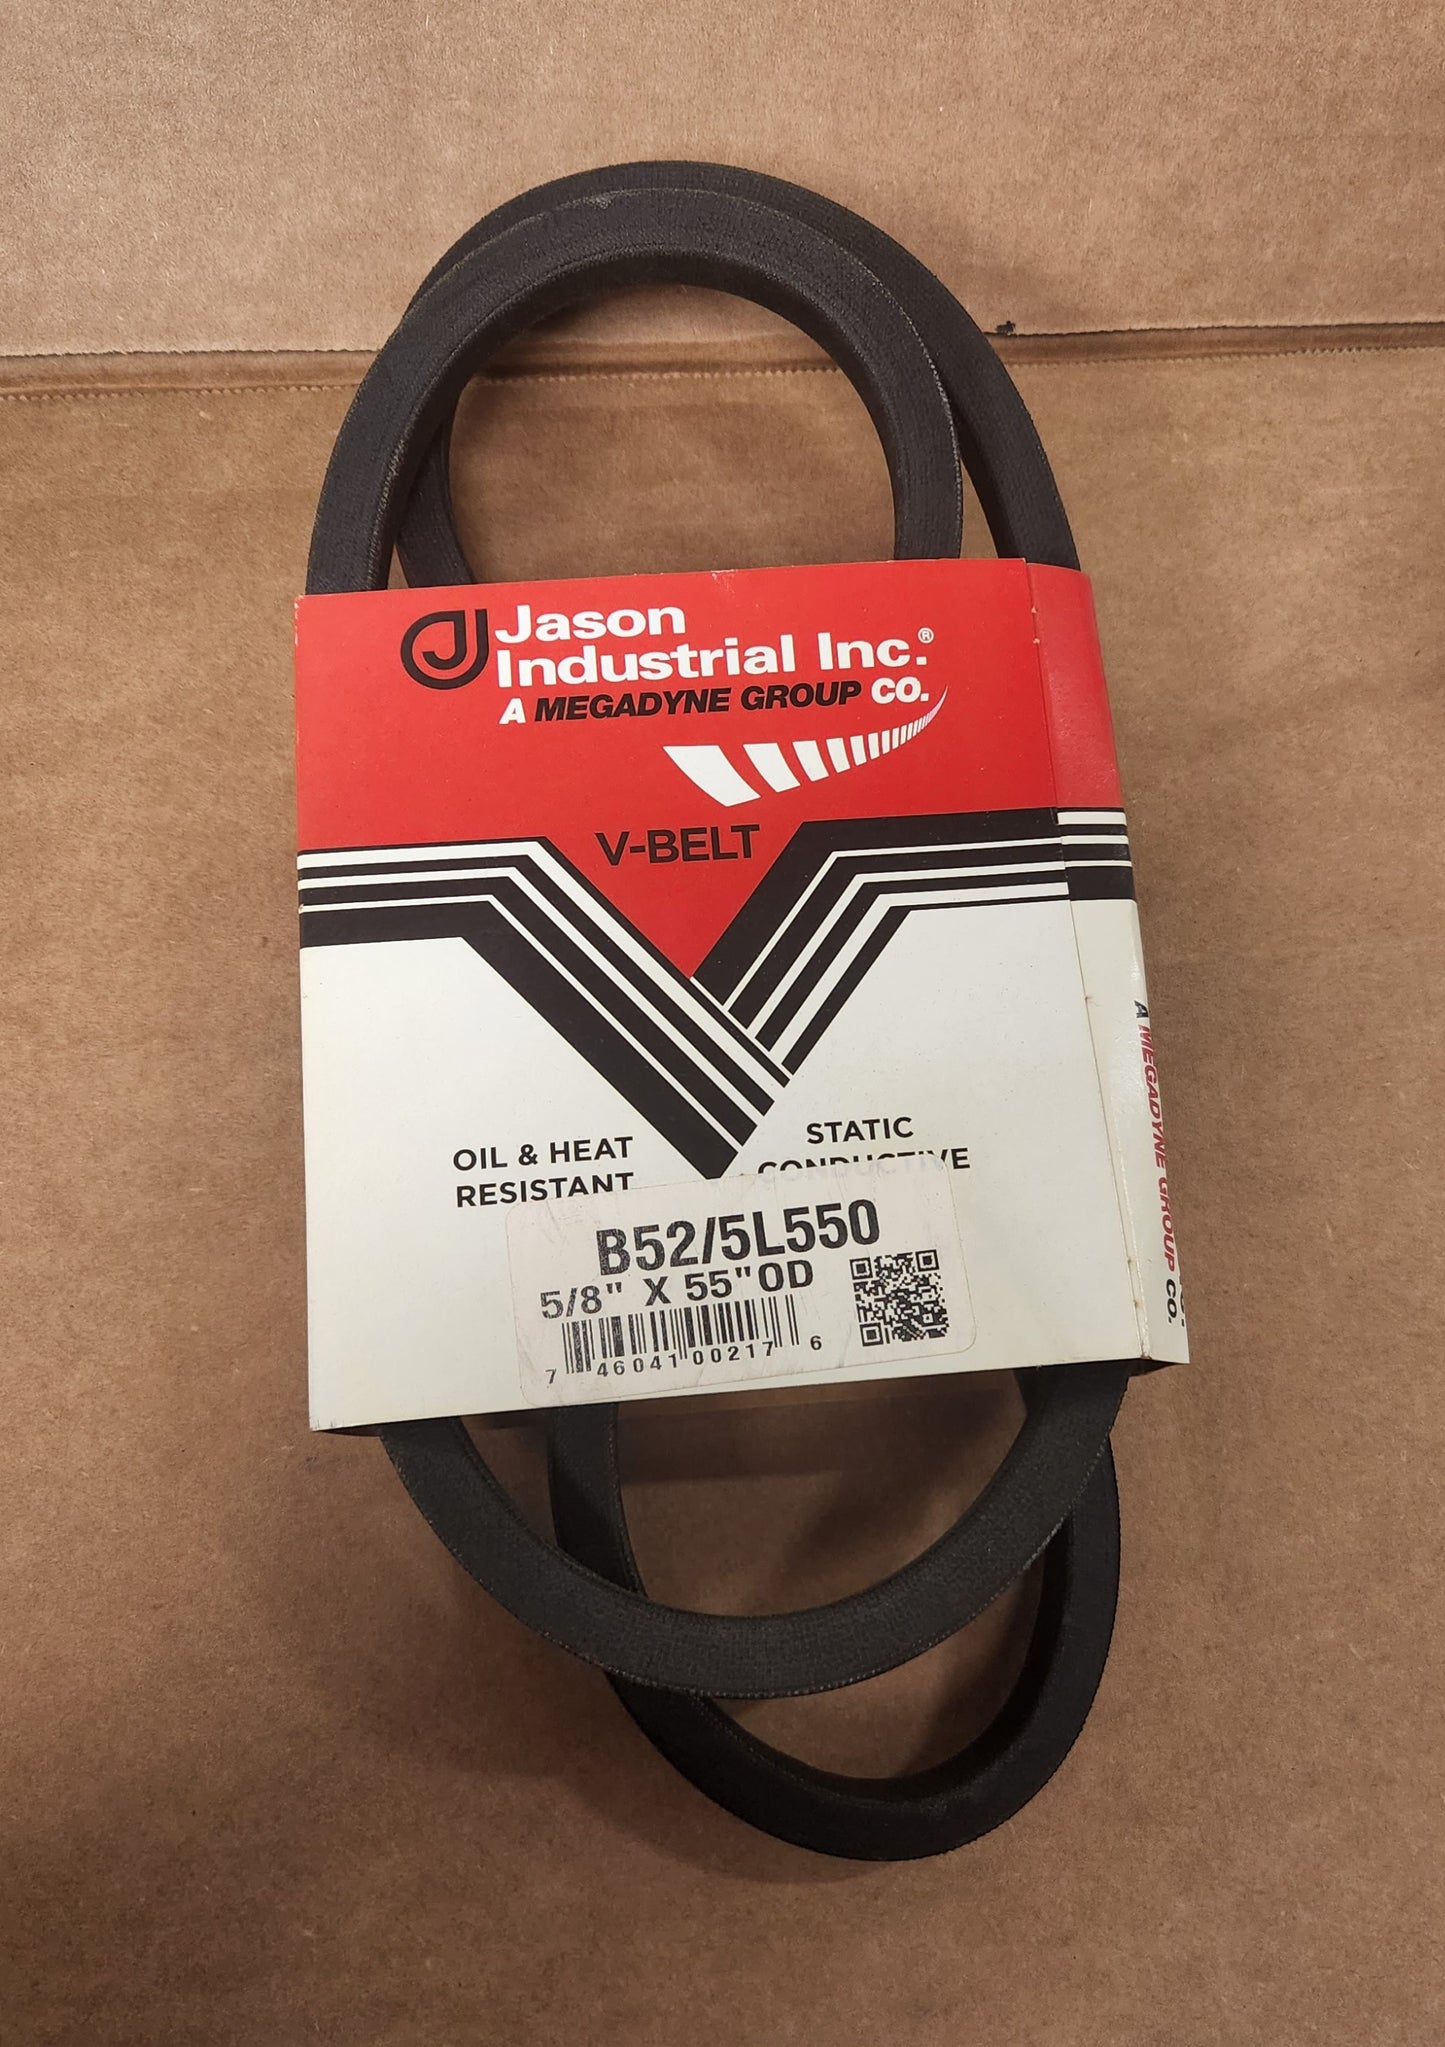 J
Jason
Industrial Inc.®
A MEGADYNE GROUP CO.
V-BELT
OIL & HEAT
RESISTANT
STATIC
CONDUCTIVE
B52/5L550
5/8" X 55"OD
7 46041 00217 6
A MEGADYNE GROUP CO.